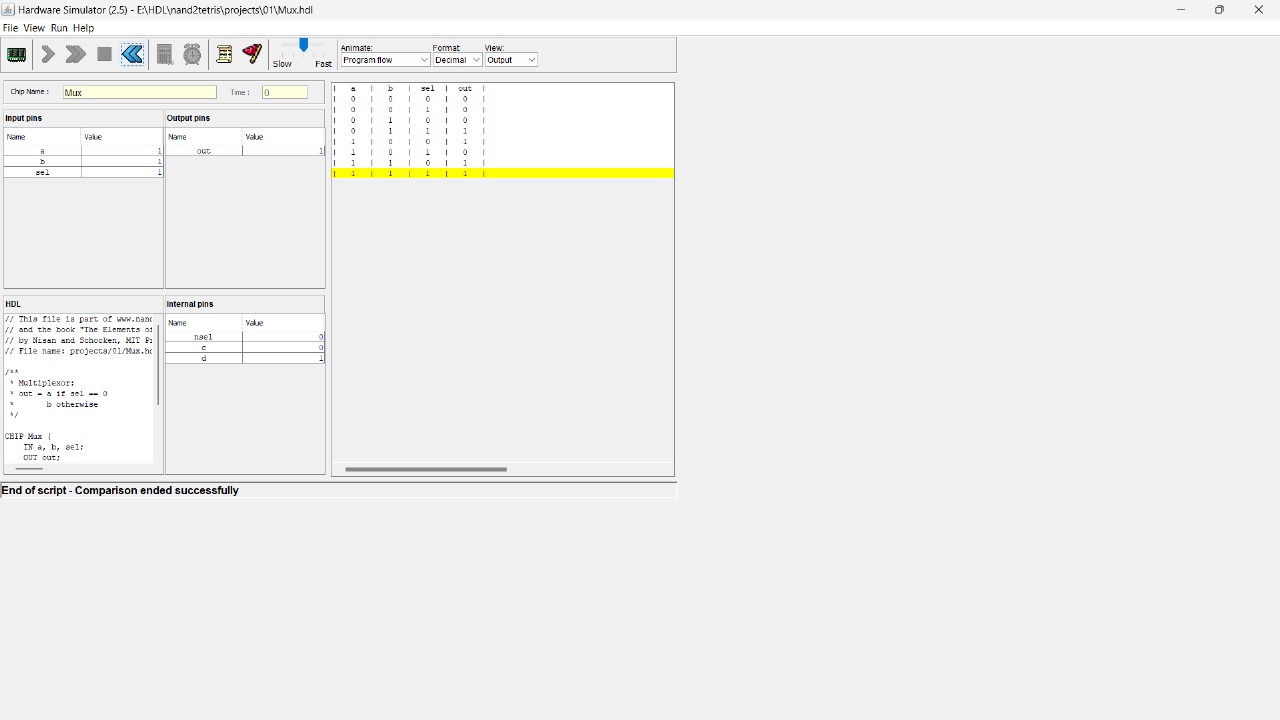 Hardware Simulator (2.5) - E:\HDL\nand2tetris\projects\01\Mux.hdl
File View Run Help
Slow Fast
Animate: Format: View:
Program flow Decimal Output
Chip Name : Mux Time : 0
Input pins
Name Value
a 1
b 1
sel 1
Output pins
Name Value
out 1
| a | b | sel | out |
| 0 | 0 | 0 | 0 |
| 0 | 0 | 1 | 0 |
| 0 | 1 | 0 | 0 |
| 0 | 1 | 1 | 1 |
| 1 | 0 | 0 | 1 |
| 1 | 0 | 1 | 0 |
| 1 | 1 | 0 | 1 |
| 1 | 1 | 1 | 1 |
HDL
// This file is part of www.nand
// and the book "The Elements of
// by Nisan and Schocken, MIT Pr
// File name: projects/01/Mux.hd
/**
* Multiplexor:
* out = a if sel == 0
* b otherwise
*/
CHIP Mux {
IN a, b, sel;
OUT out;
Internal pins
Name Value
nsel 0
c 0
d 1
End of script - Comparison ended successfully